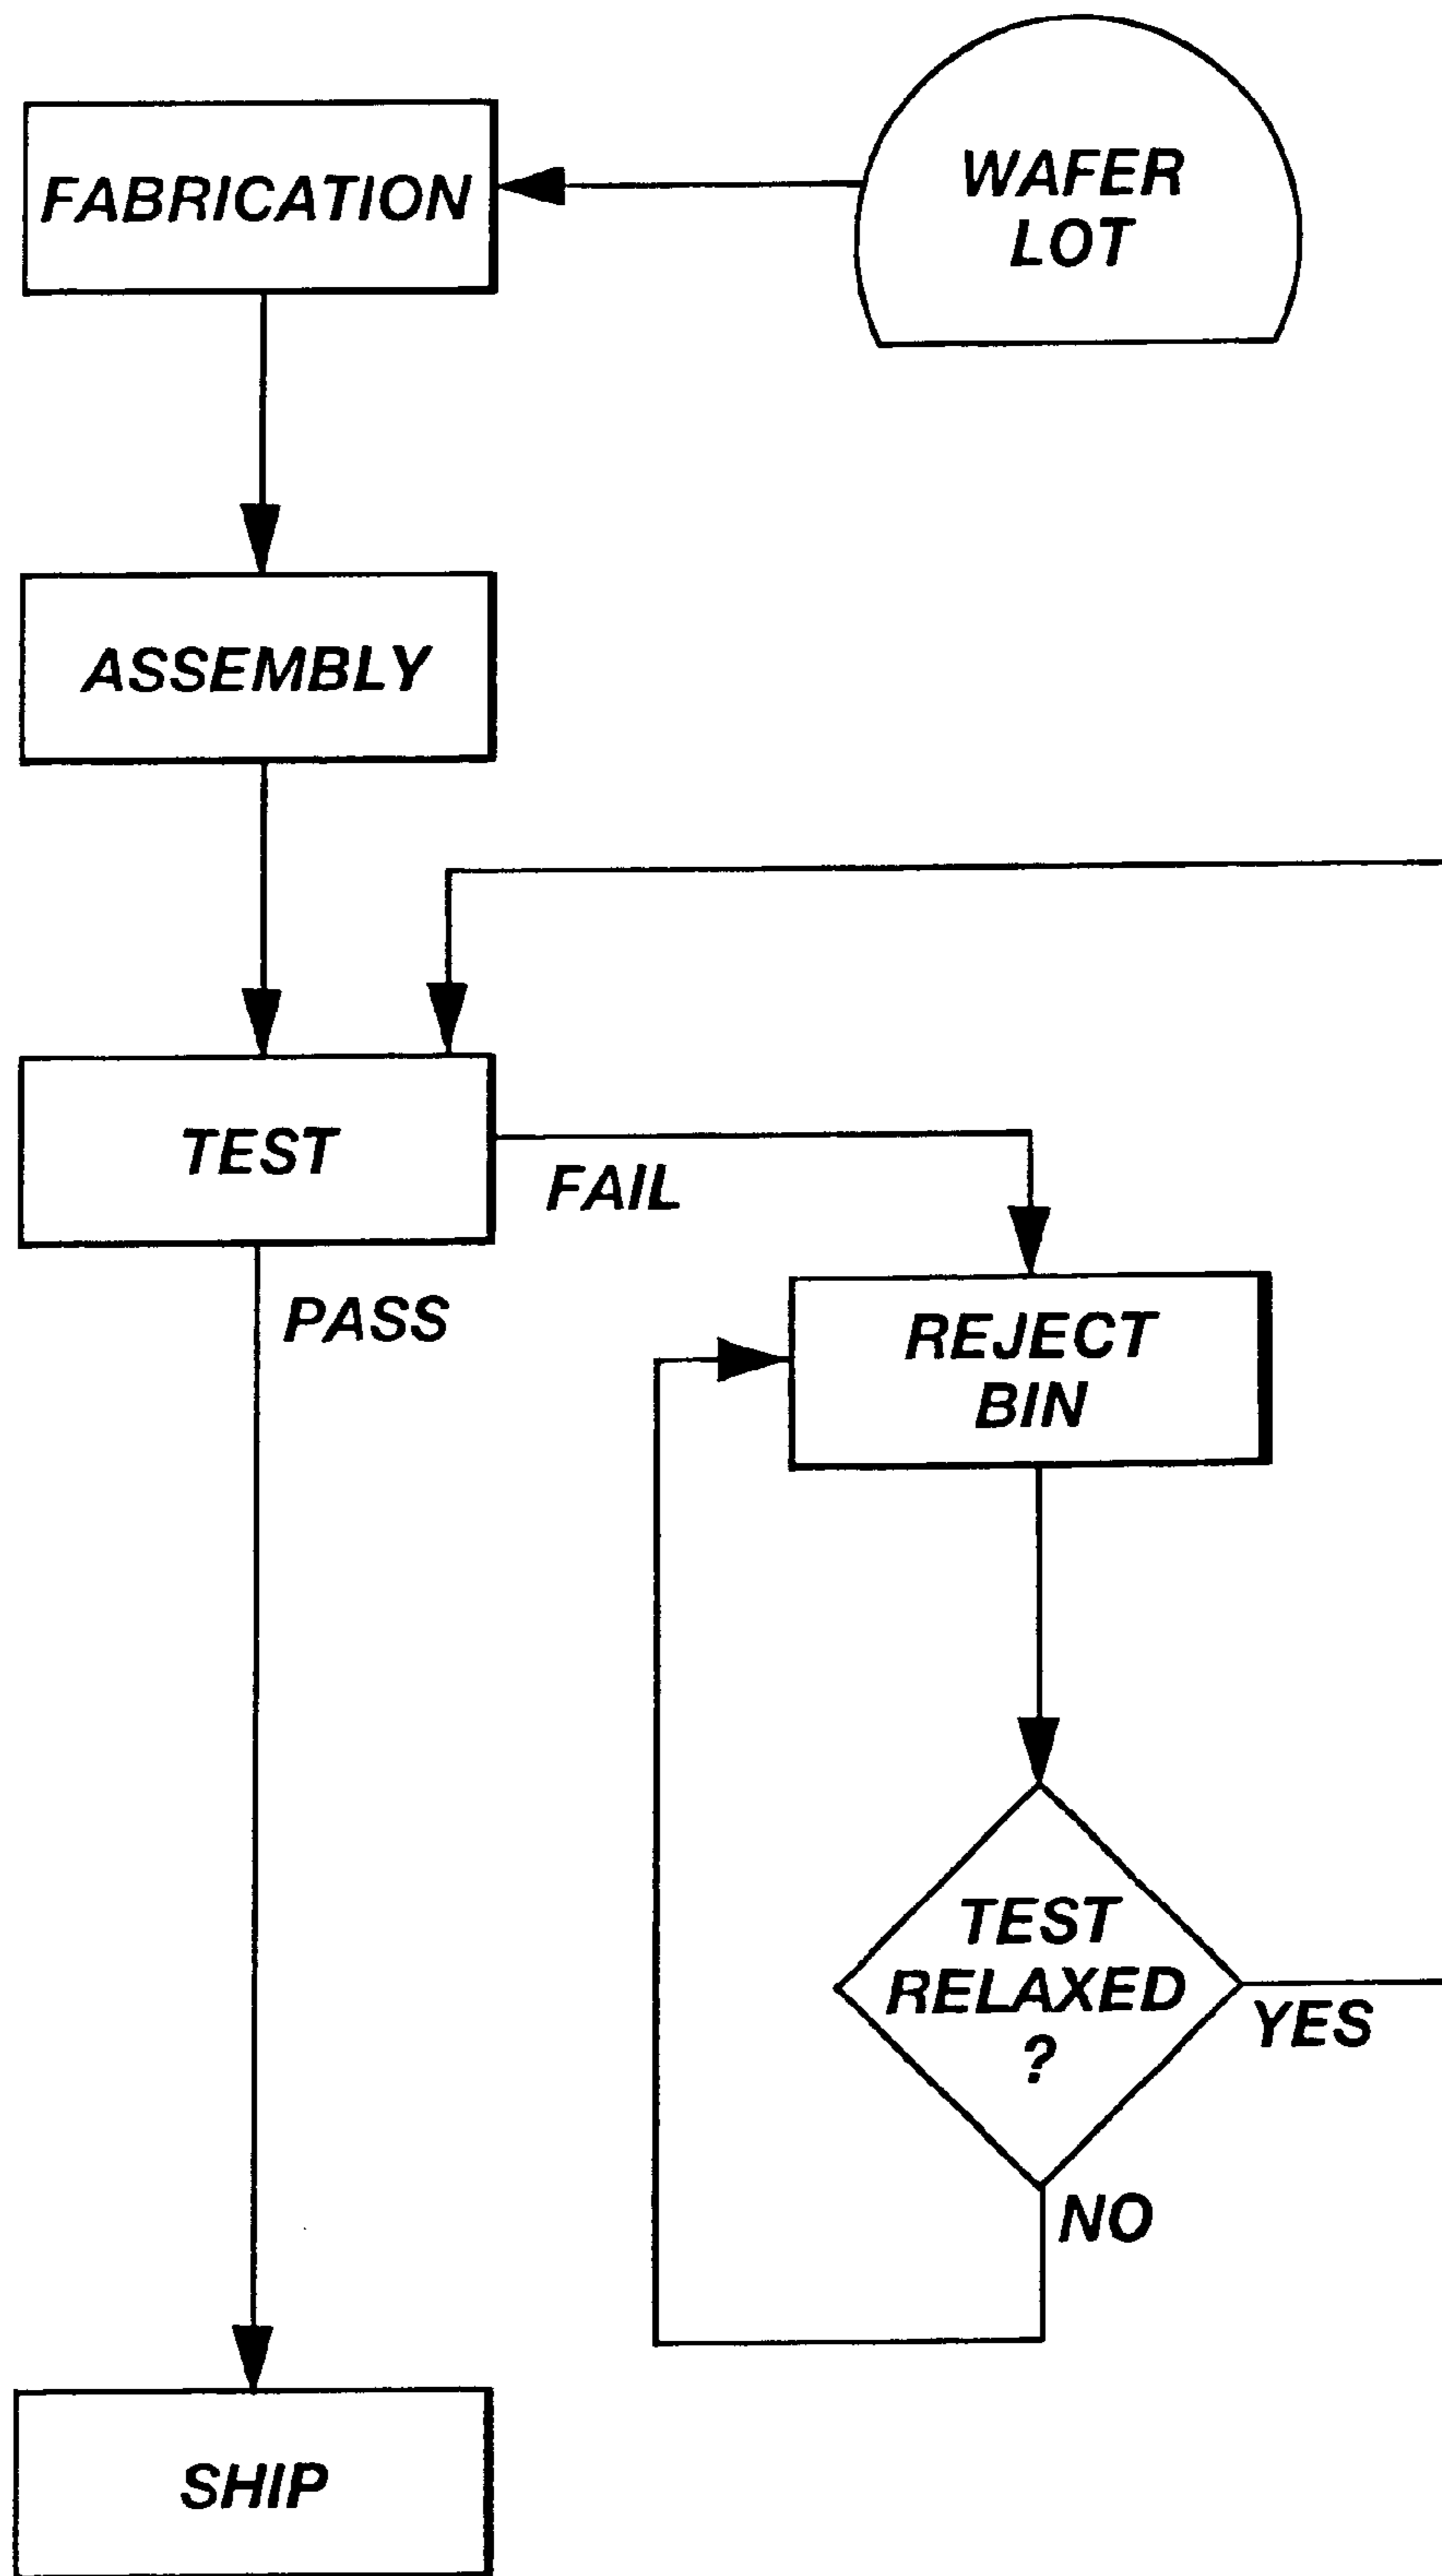 FABRICATION
WAFER
LOT
ASSEMBLY
TEST
FAIL
PASS
REJECT
BIN
TEST
RELAXED
?
YES
NO
SHIP